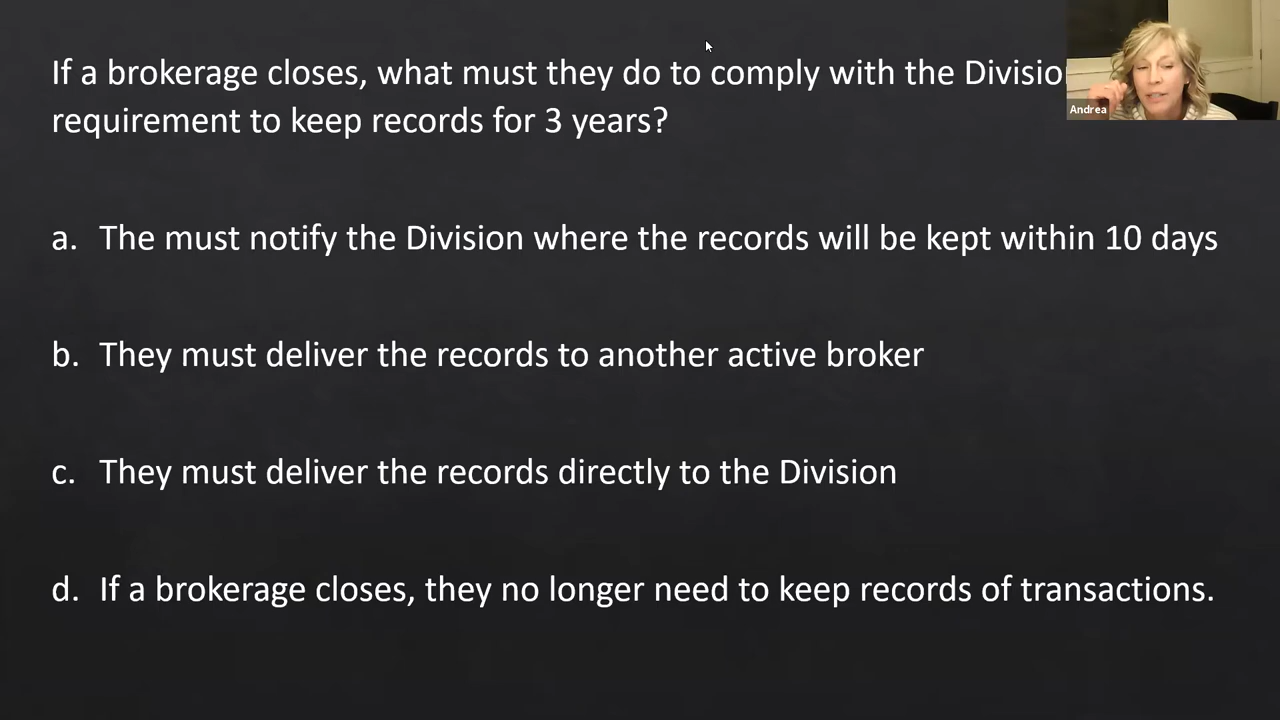 If a brokerage closes, what must they do to comply with the
requirement to keep records for 3 years?
a. The must notify the Division where the records will be kept within 10 days
b. They must deliver the records to another active broker
c. They must deliver the records directly to the Division
d. If a brokerage closes, they no longer need to keep records of transactions.
Andrea